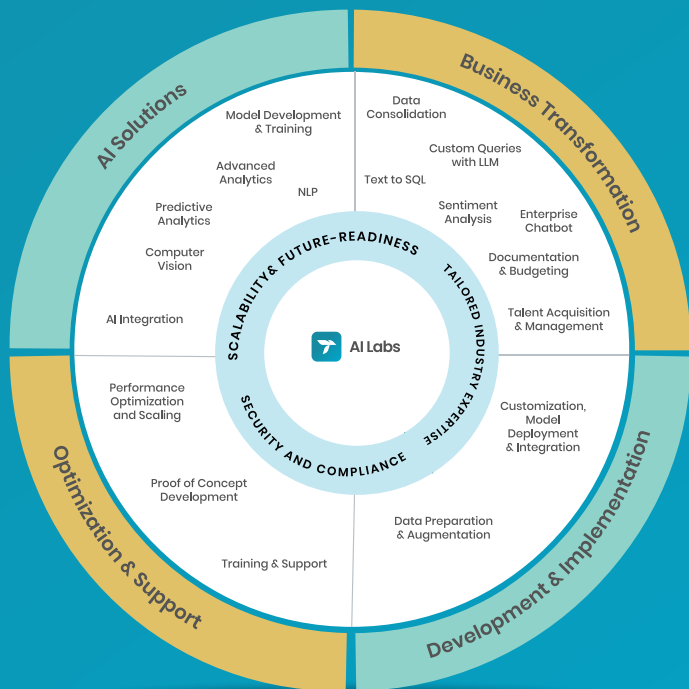 AI Solutions
Model Development
& Training
Advanced
Analytics
NLP
Predictive
Analytics
Computer
Vision
AI Integration
Business Transformation
Data
Consolidation
Custom Queries
with LLM
Text to SQL
Sentiment
Analysis
Enterprise
Chatbot
Documentation
& Budgeting
Talent Acquisition
& Management
SCALABILITY& FUTURE-READINESS
TAILORED INDUSTRY EXPERTISE
SECURITY AND COMPLIANCE
AI Labs
Optimization & Support
Performance
Optimization
and Scaling
Proof of Concept
Development
Training & Support
Development & Implementation
Customization,
Model
Deployment
& Integration
Data Preparation
& Augmentation